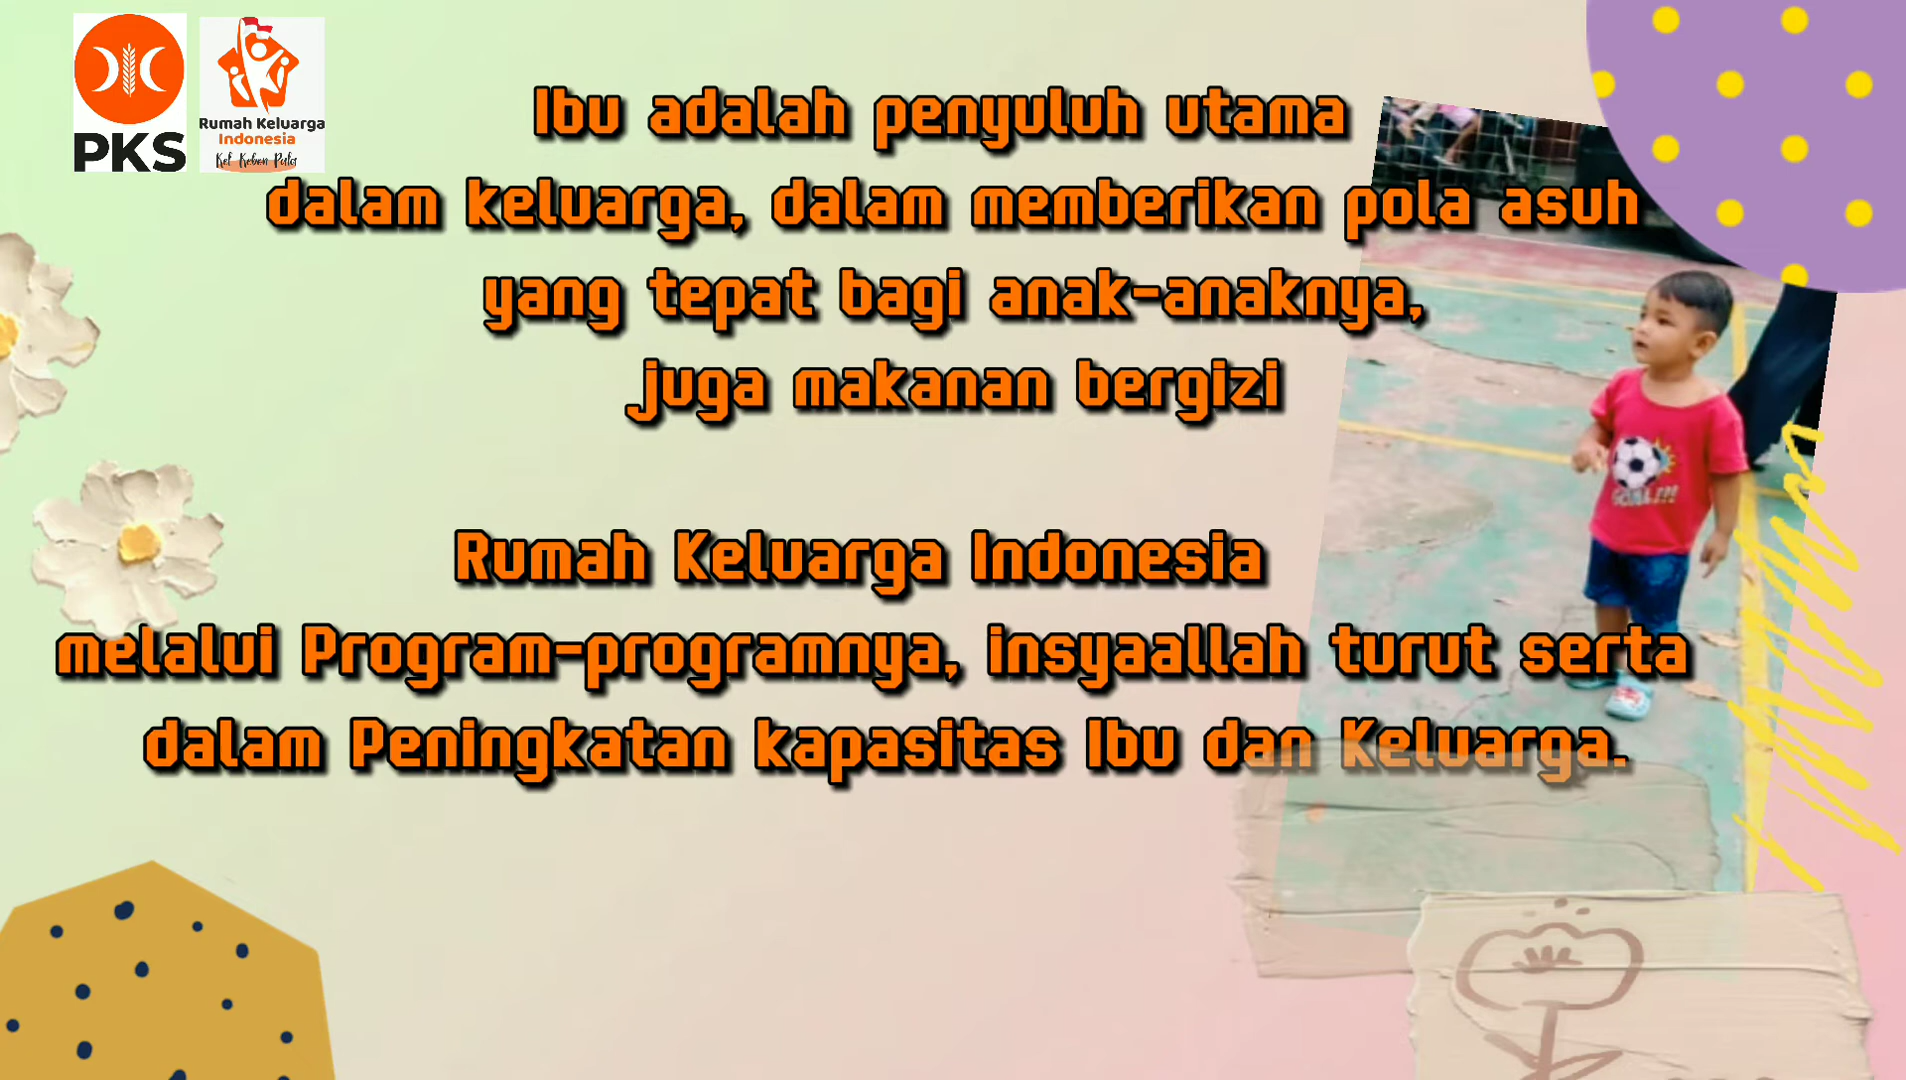 PKS
Rumah Keluarga
Indonesia
Kel Kebon Pala
Ibu adalah penyuluh utama
dalam keluarga, dalam memberikan pola asuh
yang tepat bagi anak-anaknya,
juga makanan bergizi
Rumah Keluarga Indonesia
melalui Program-programnya, insyaallah turut serta
dalam Peningkatan kapasitas Ibu dan Keluarga.